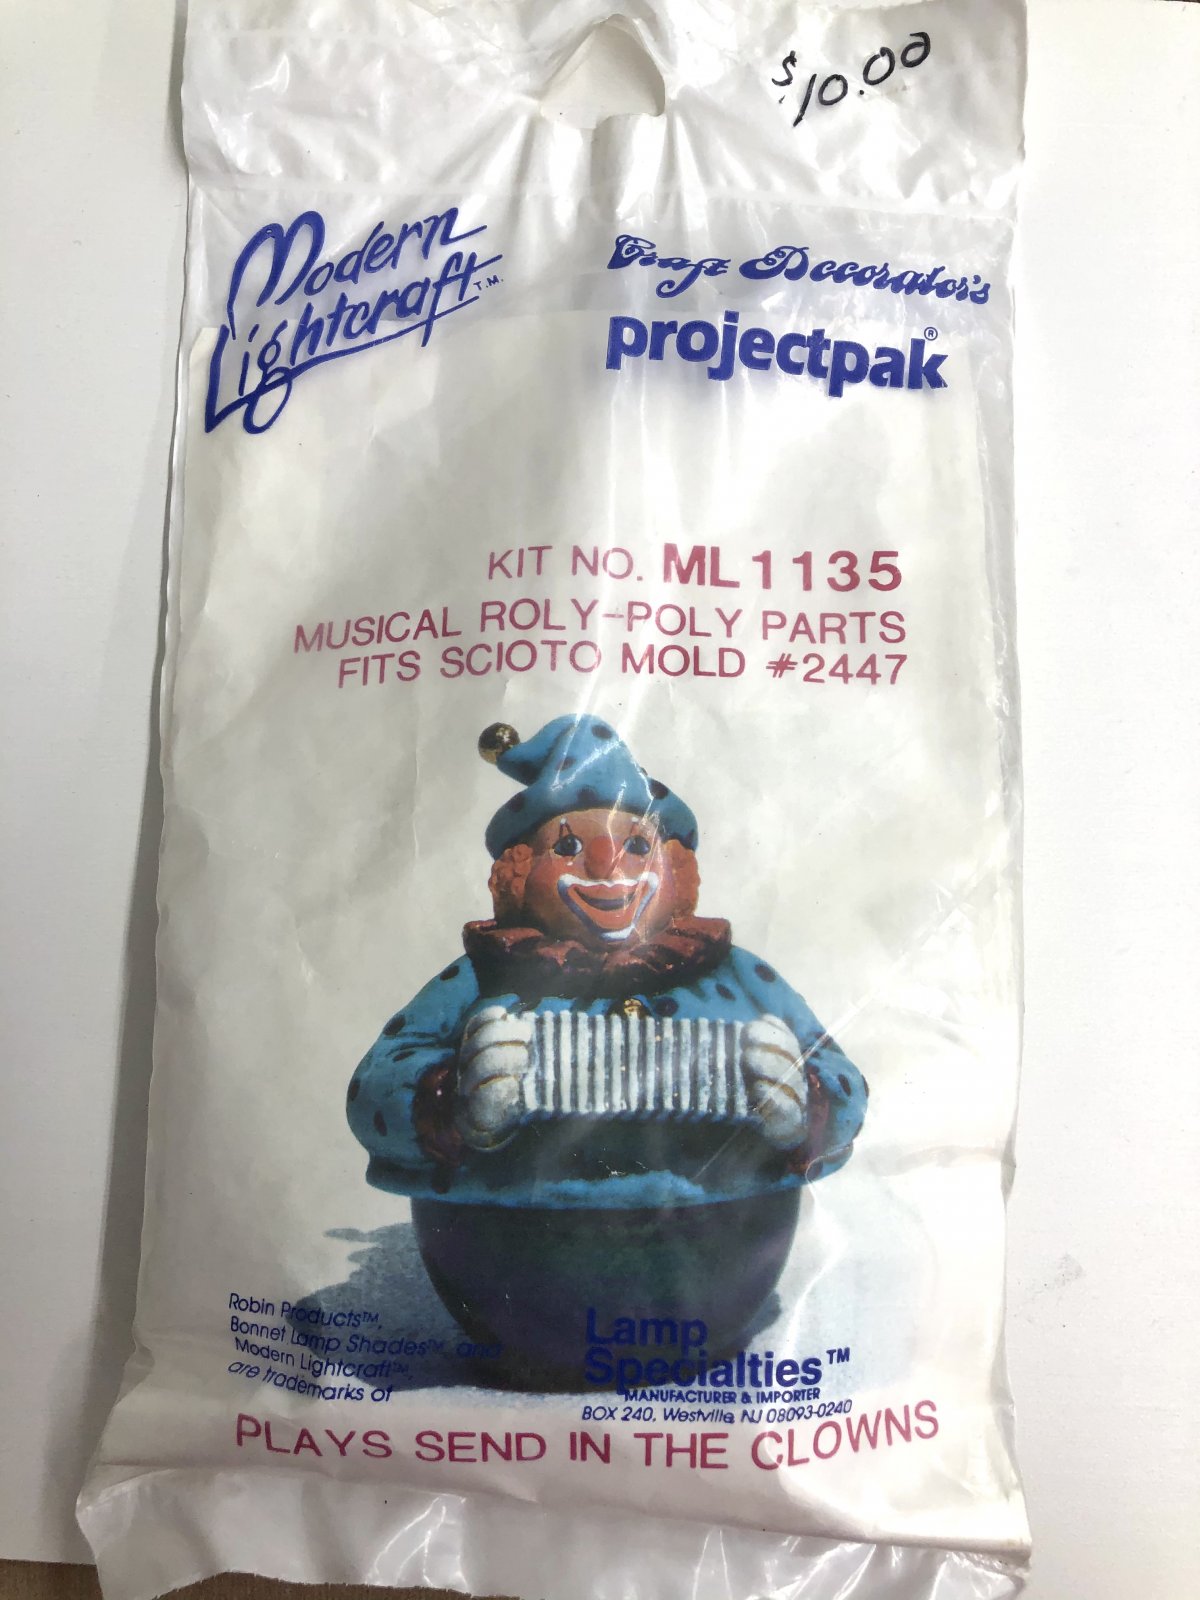 $10.00
Modern
Lightcraft T.M.
Craft Decorator's
projectpak®
KIT NO. ML1135
MUSICAL ROLY-POLY PARTS
FITS SCIOTO MOLD #2447
Robin Products™,
Bonnet Lamp Shades™, and
Modern Lightcraft™,
are trademarks of
Lamp
Specialties™
MANUFACTURER & IMPORTER
BOX 240, Westville NJ 08093-0240
PLAYS SEND IN THE CLOWNS